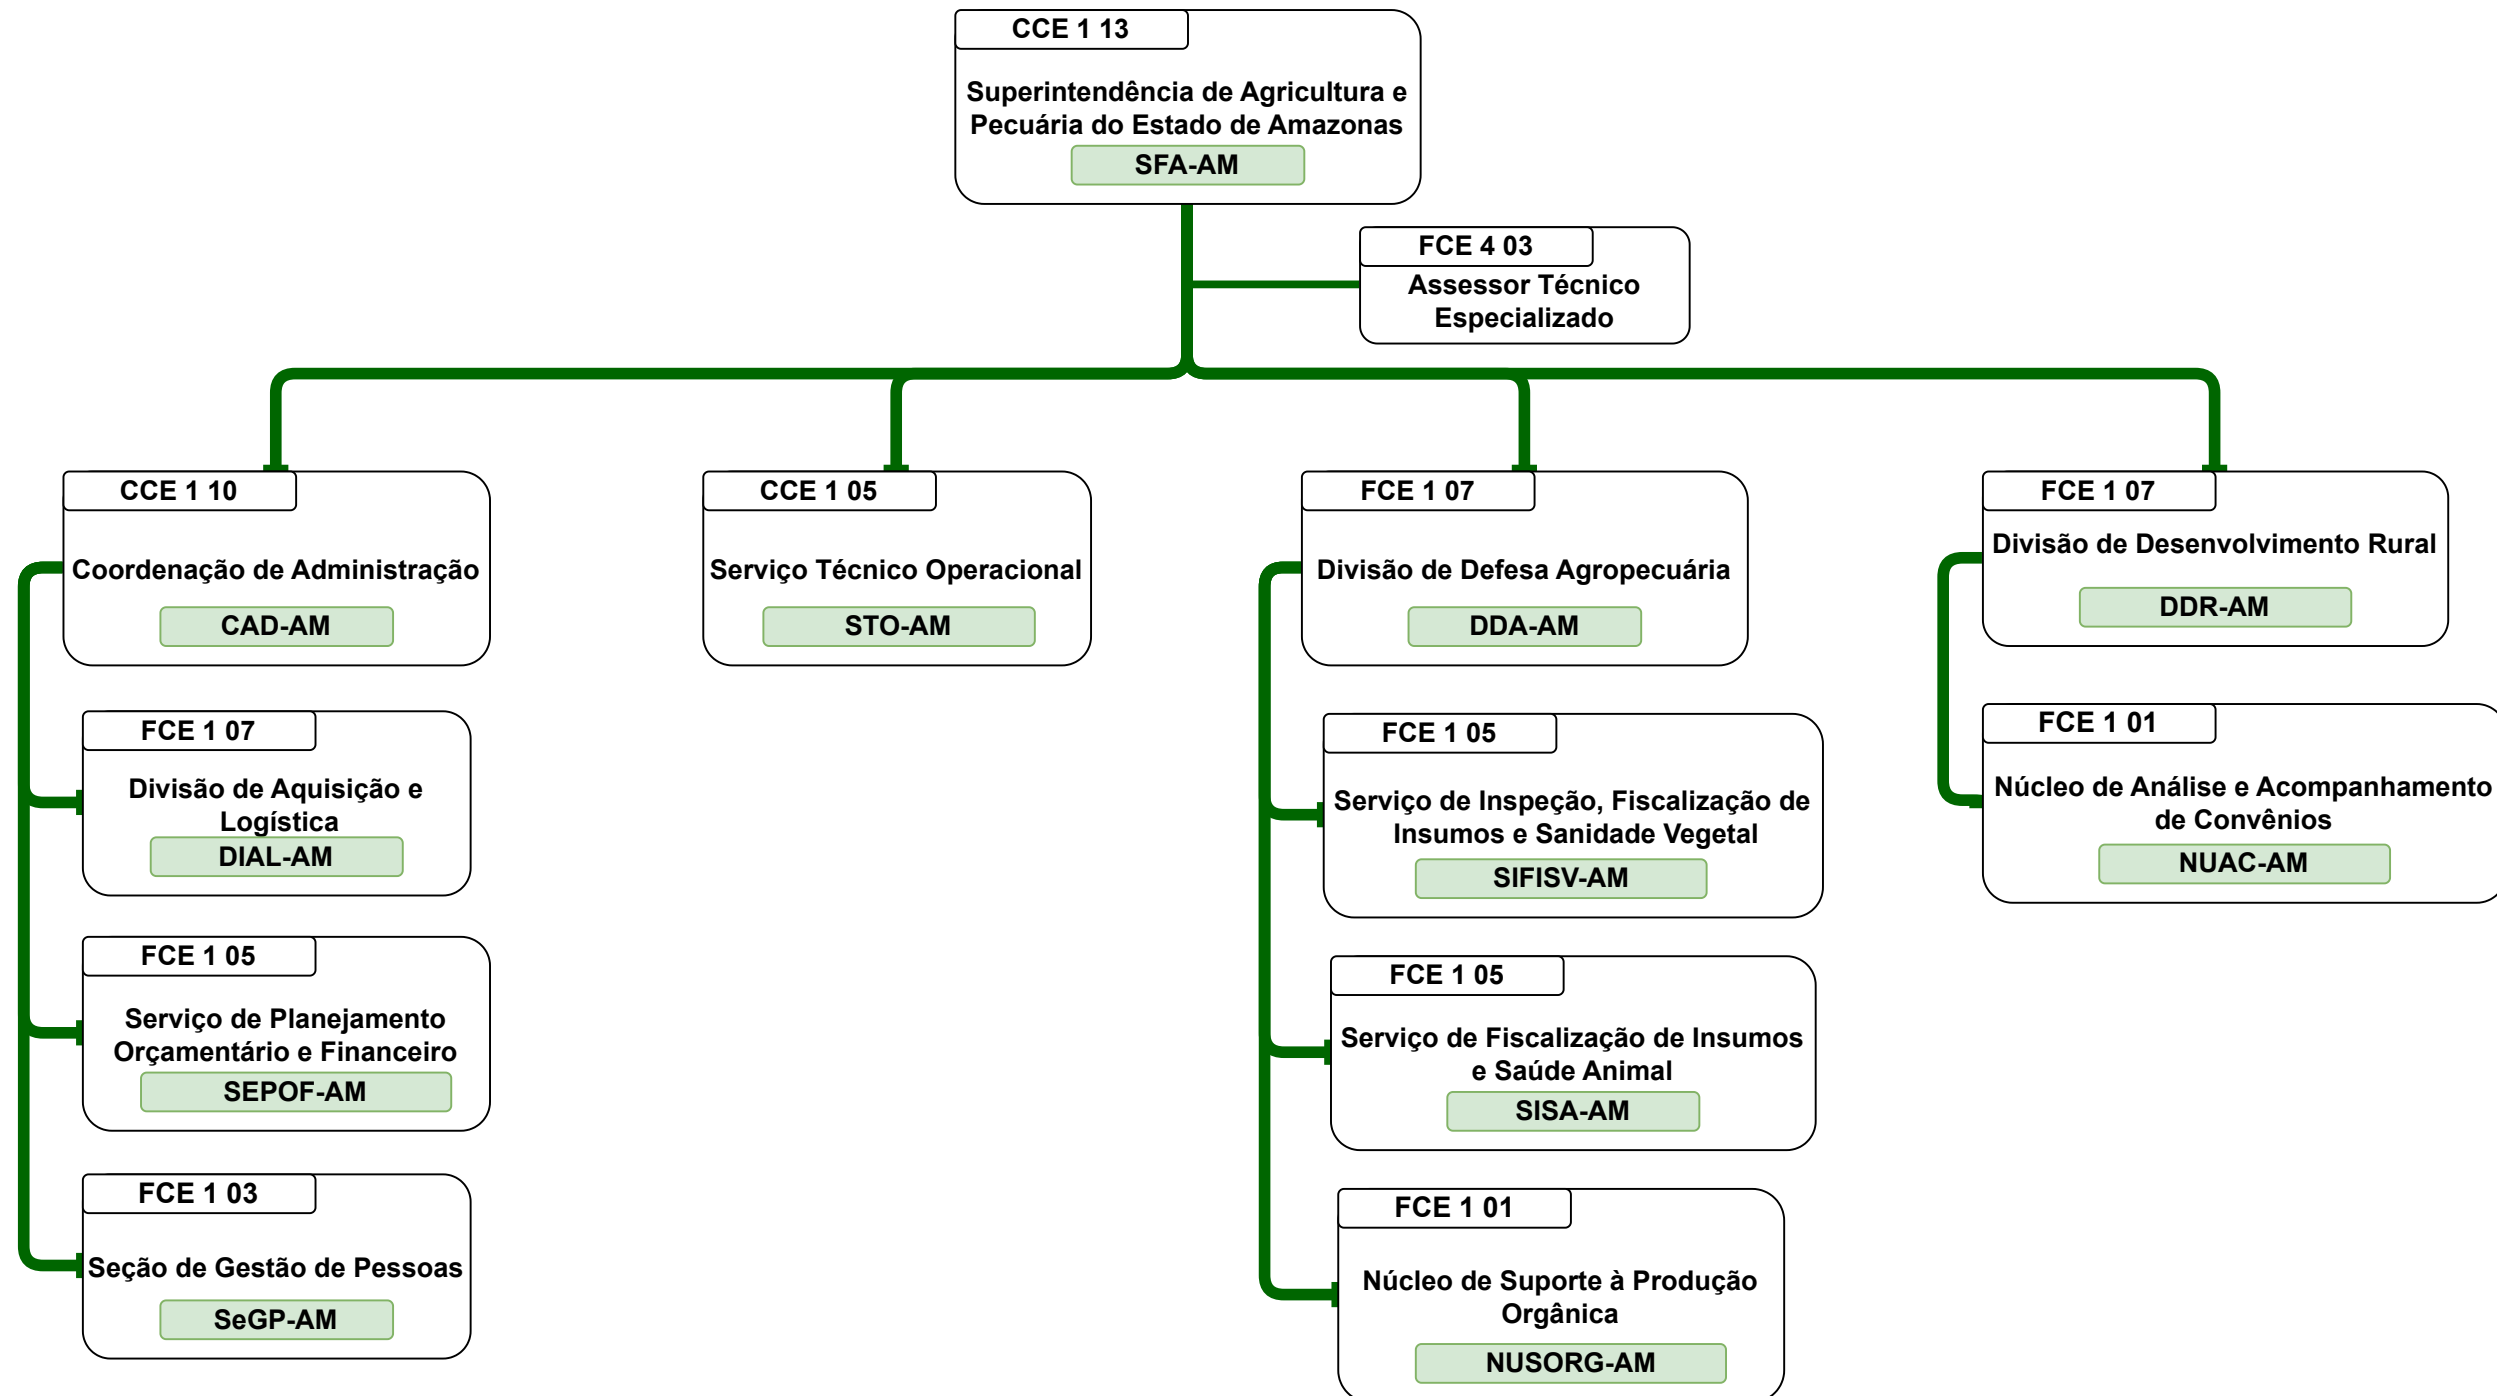 CCE 1 13
Superintendência de Agricultura e
Pecuária do Estado de Amazonas
SFA-AM
FCE 4 03
Assessor Técnico
Especializado
CCE 1 10
Coordenação de Administração
CAD-AM
FCE 1 07
Divisão de Aquisição e
Logística
DIAL-AM
FCE 1 05
Serviço de Planejamento
Orçamentário e Financeiro
SEPOF-AM
FCE 1 03
Seção de Gestão de Pessoas
SeGP-AM
CCE 1 05
Serviço Técnico Operacional
STO-AM
FCE 1 07
Divisão de Defesa Agropecuária
DDA-AM
FCE 1 05
Serviço de Inspeção, Fiscalização de
Insumos e Sanidade Vegetal
SIFISV-AM
FCE 1 05
Serviço de Fiscalização de Insumos
e Saúde Animal
SISA-AM
FCE 1 01
Núcleo de Suporte à Produção
Orgânica
NUSORG-AM
FCE 1 07
Divisão de Desenvolvimento Rural
DDR-AM
FCE 1 01
Núcleo de Análise e Acompanhamento
de Convênios
NUAC-AM